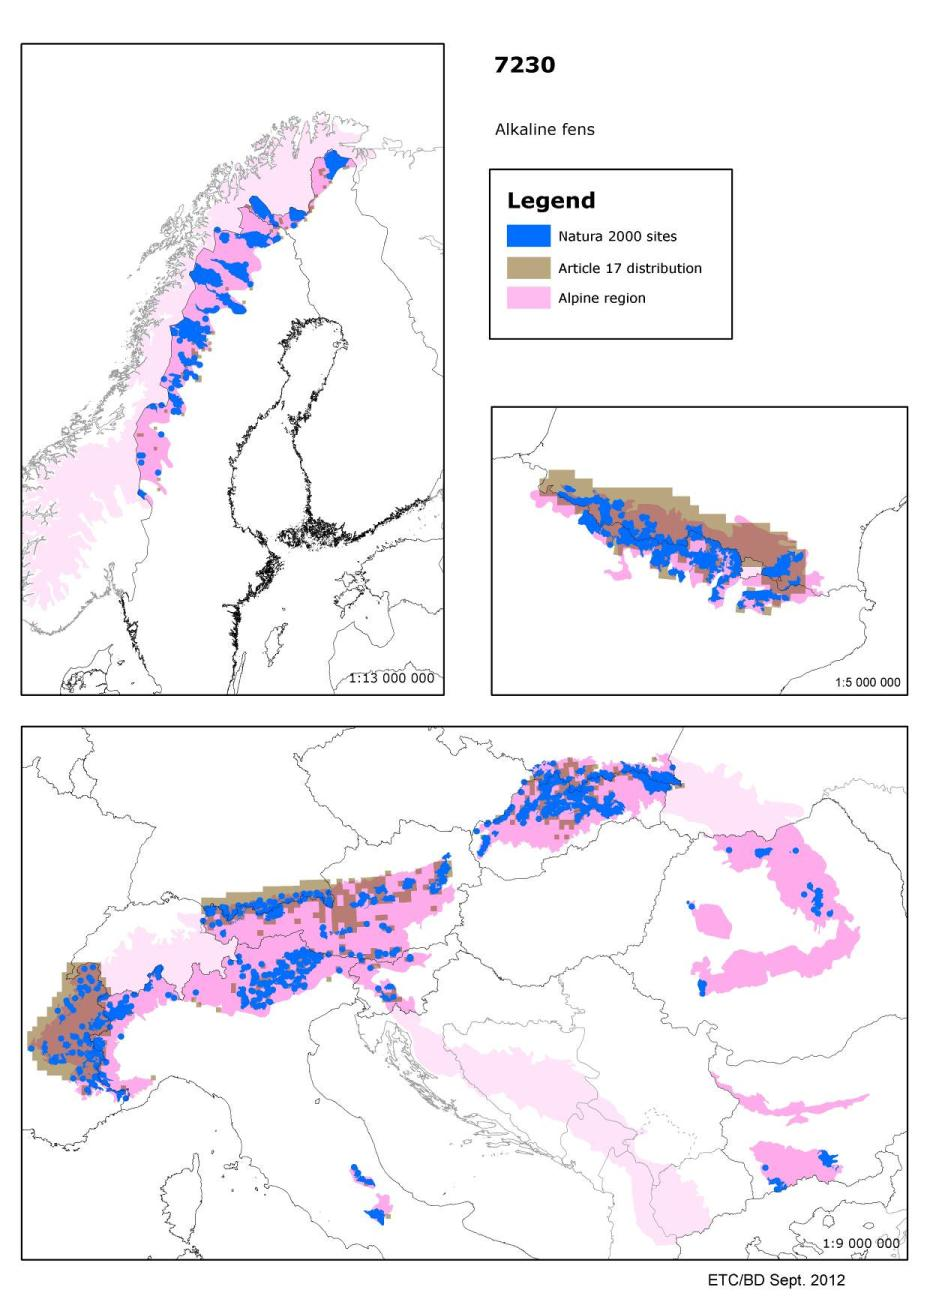 7230
Alkaline fens
Legend
Natura 2000 sites
Article 17 distribution
Alpine region
1:13 000 000
1:5 000 000
1:9 000 000
ETC/BD Sept. 2012